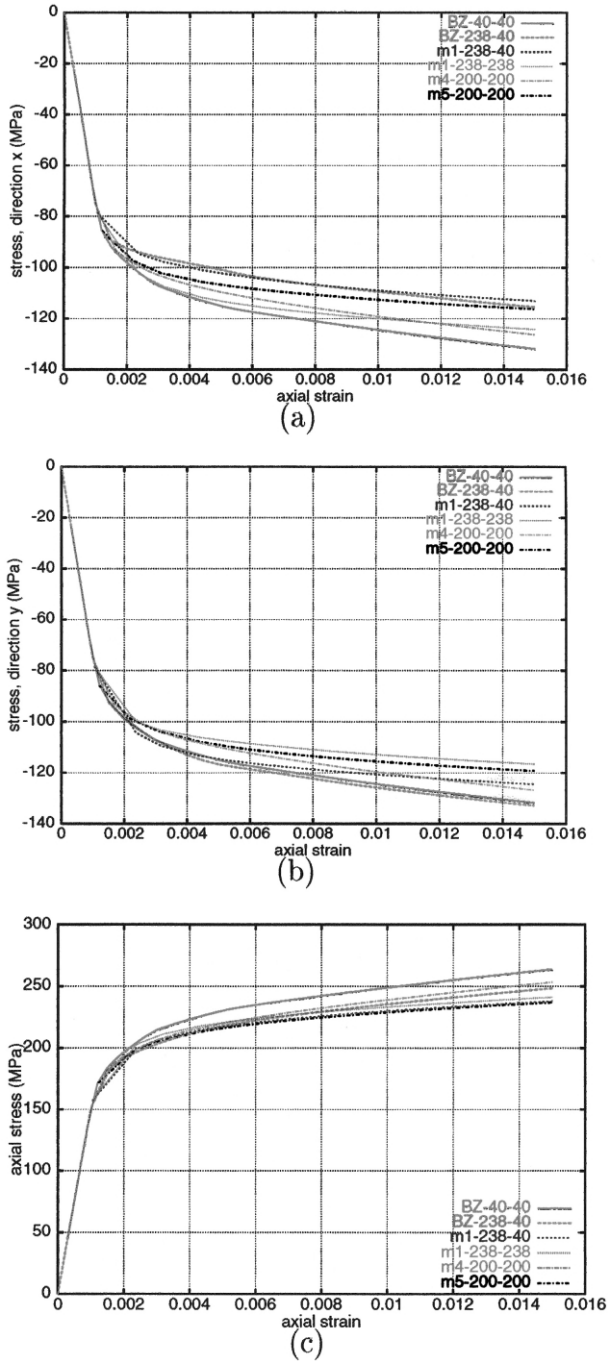 0
-20
-40
-60
-80
-100
-120
-140
stress, direction x (MPa)
BZ-40-40
BZ-238-40
m1-238-40
m1-238-238
m4-200-200
m5-200-200
0 0.002 0.004 0.006 0.008 0.01 0.012 0.014 0.016
axial strain
(a)
0
-20
-40
-60
-80
-100
-120
-140
stress, direction y (MPa)
BZ-40-40
BZ-238-40
m1-238-40
m1-238-238
m4-200-200
m5-200-200
0 0.002 0.004 0.006 0.008 0.01 0.012 0.014 0.016
axial strain
(b)
300
250
200
150
100
50
0
axial stress (MPa)
BZ-40-40
BZ-238-40
m1-238-40
m1-238-238
m4-200-200
m5-200-200
0 0.002 0.004 0.006 0.008 0.01 0.012 0.014 0.016
axial strain
(c)